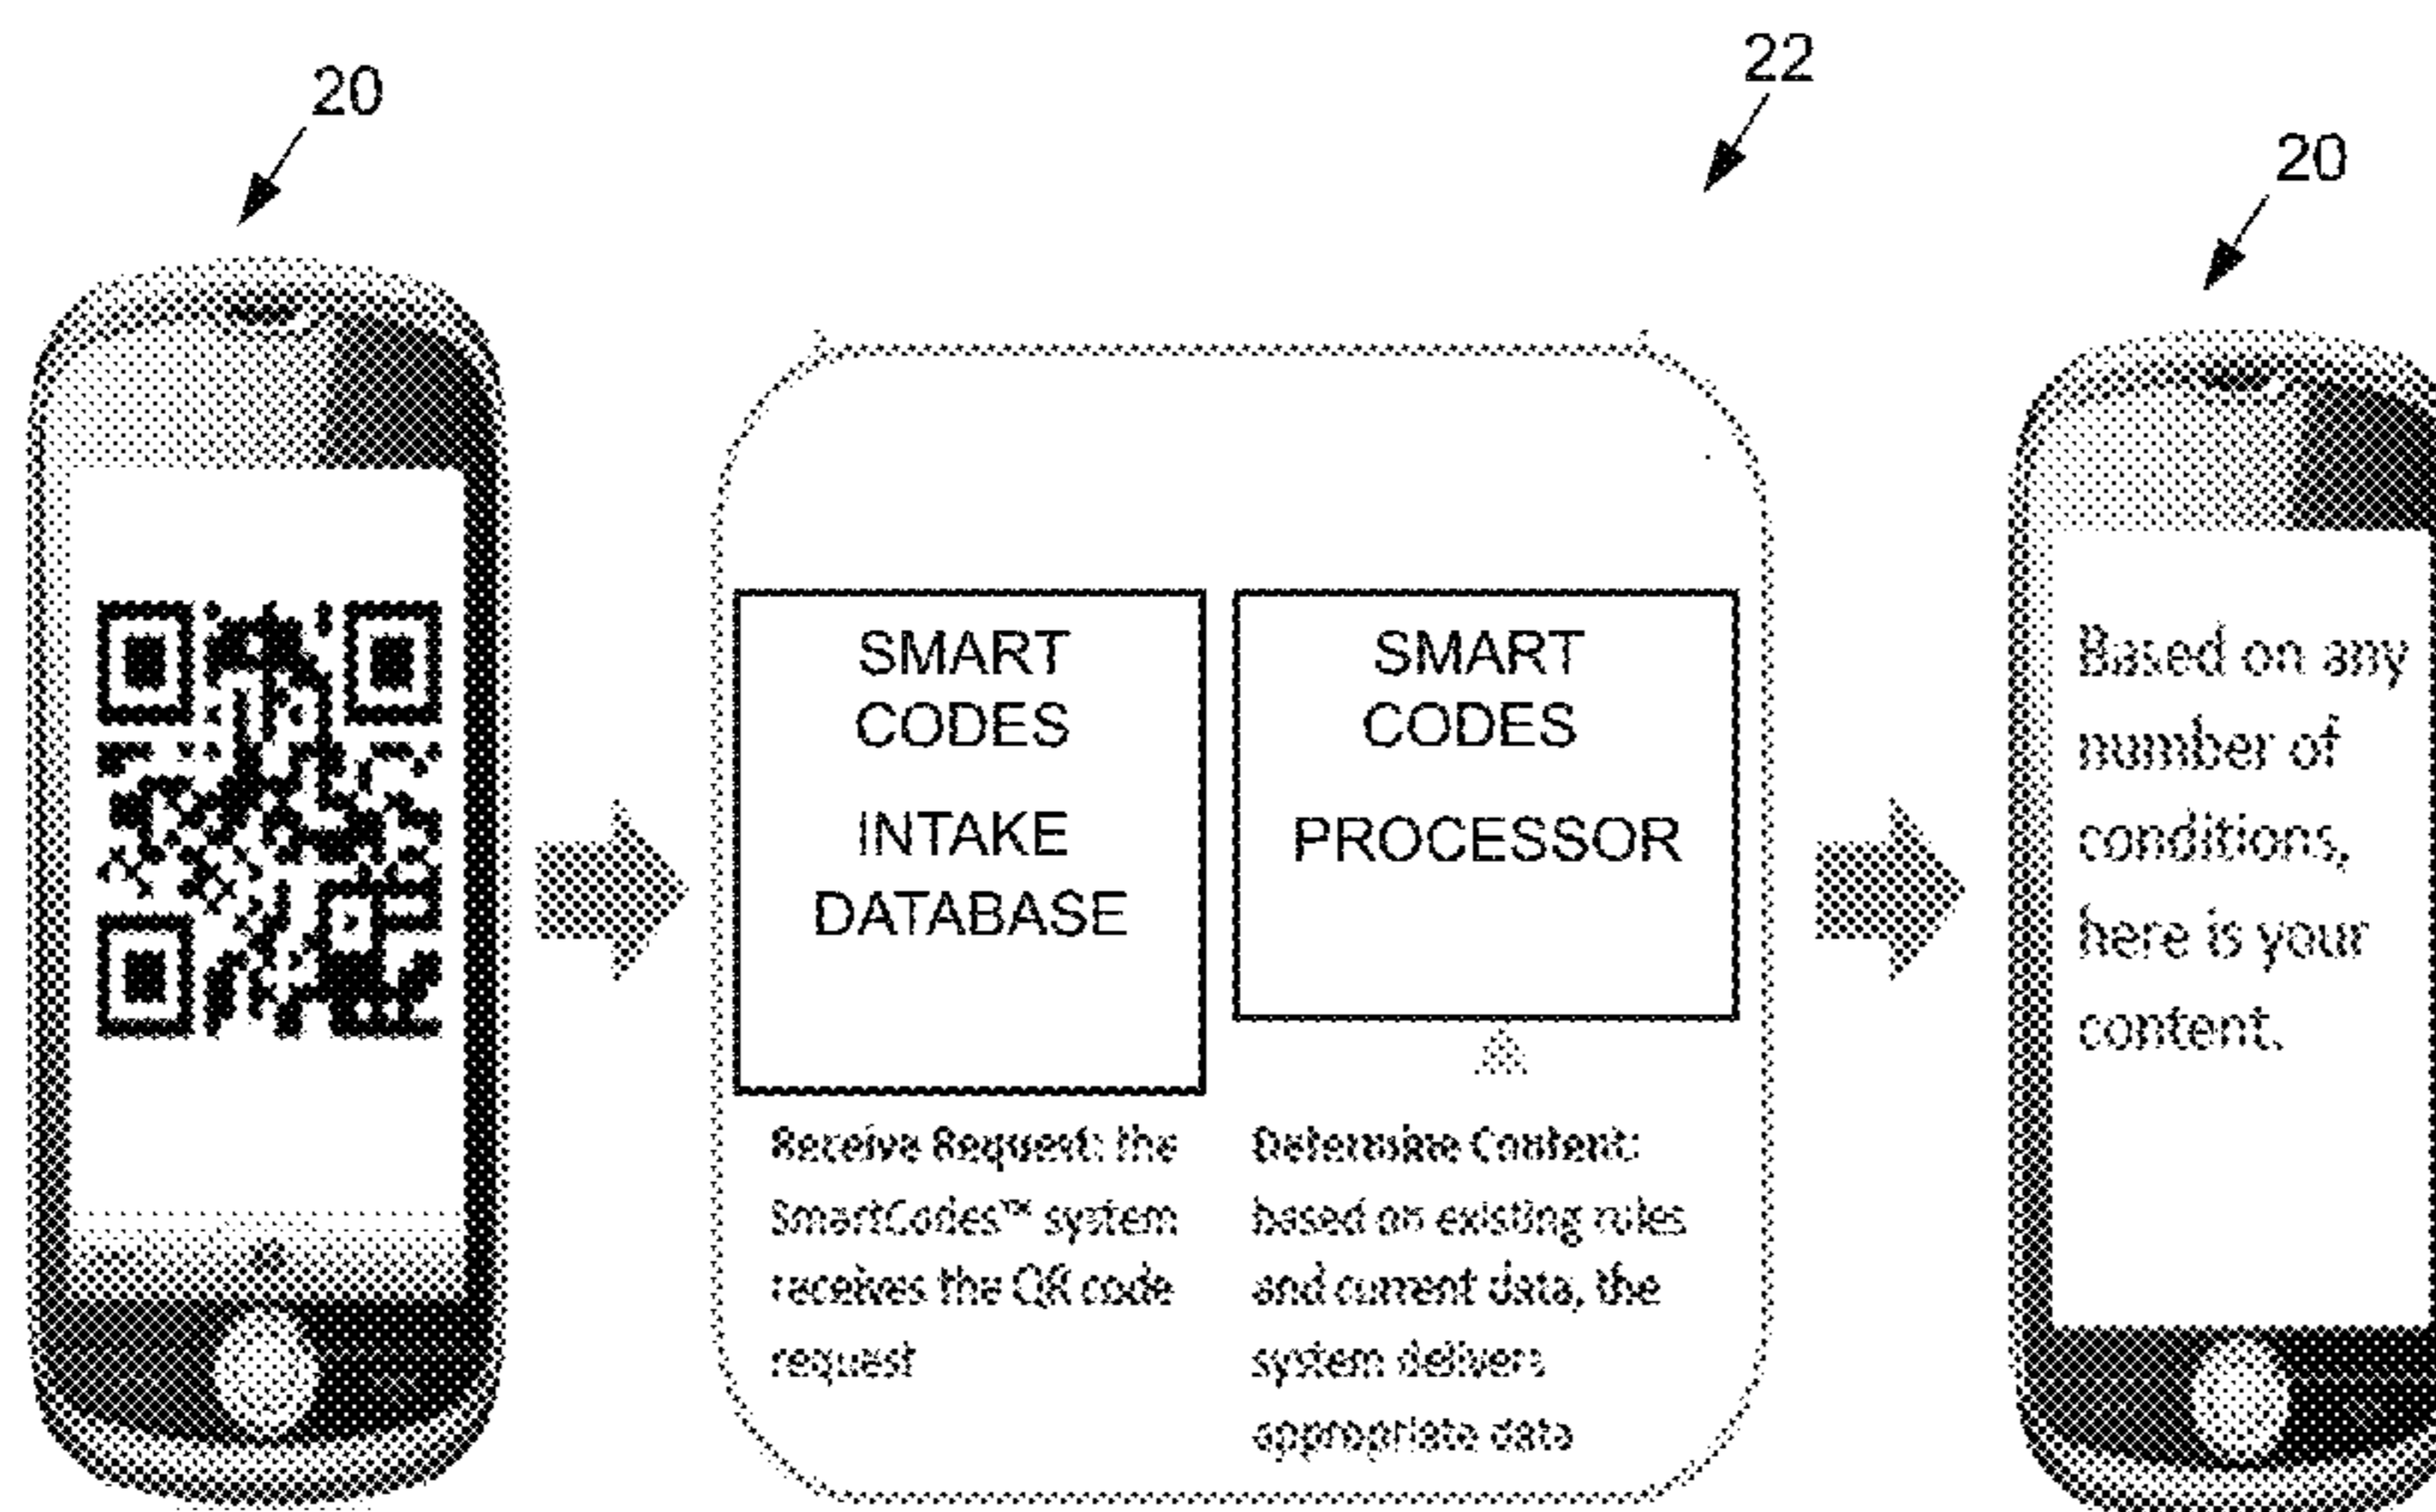 20
22
20
SMART
CODES
INTAKE
DATABASE
SMART
CODES
PROCESSOR
Receive Request: the
SmartCodes™ system
receives the QR code
request
Determine Content:
based on existing rules
and current data, the
system delivers
appropriate data
Based on any
number of
conditions,
here is your
content.